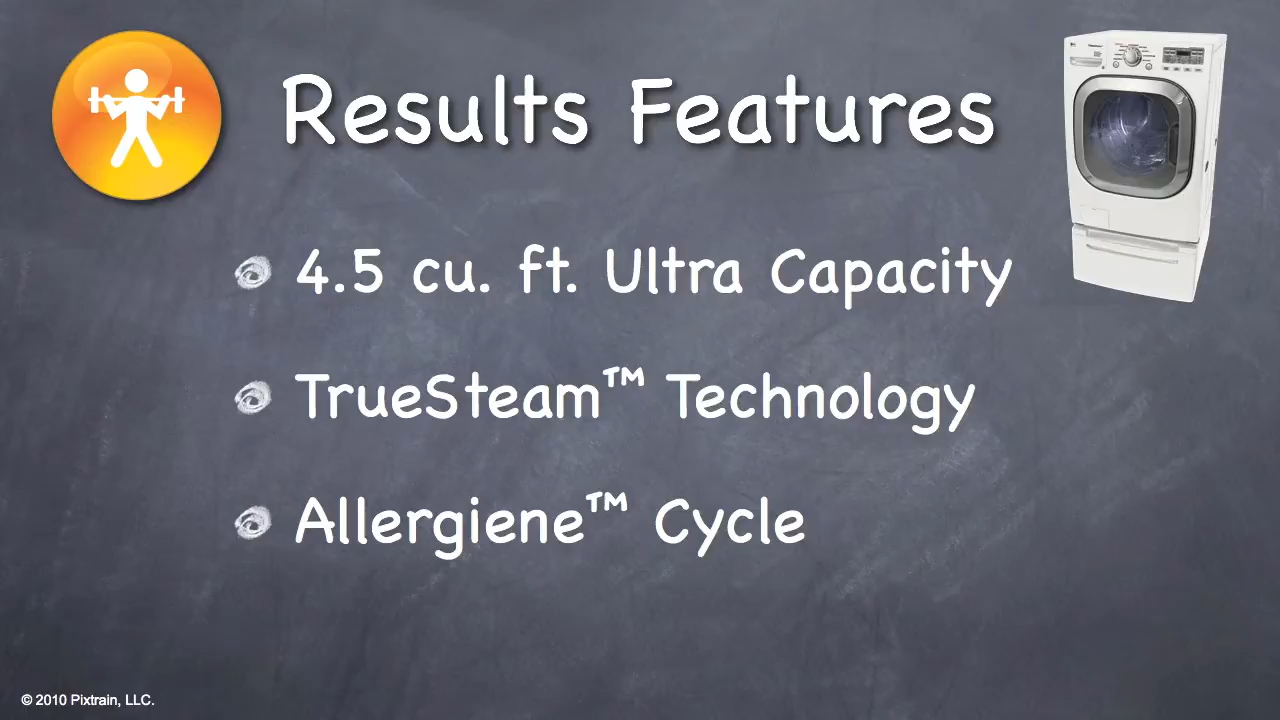 Results Features
4.5 cu. ft. Ultra Capacity
TrueSteam™ Technology
Allergiene™ Cycle
© 2010 Pixtrain, LLC.